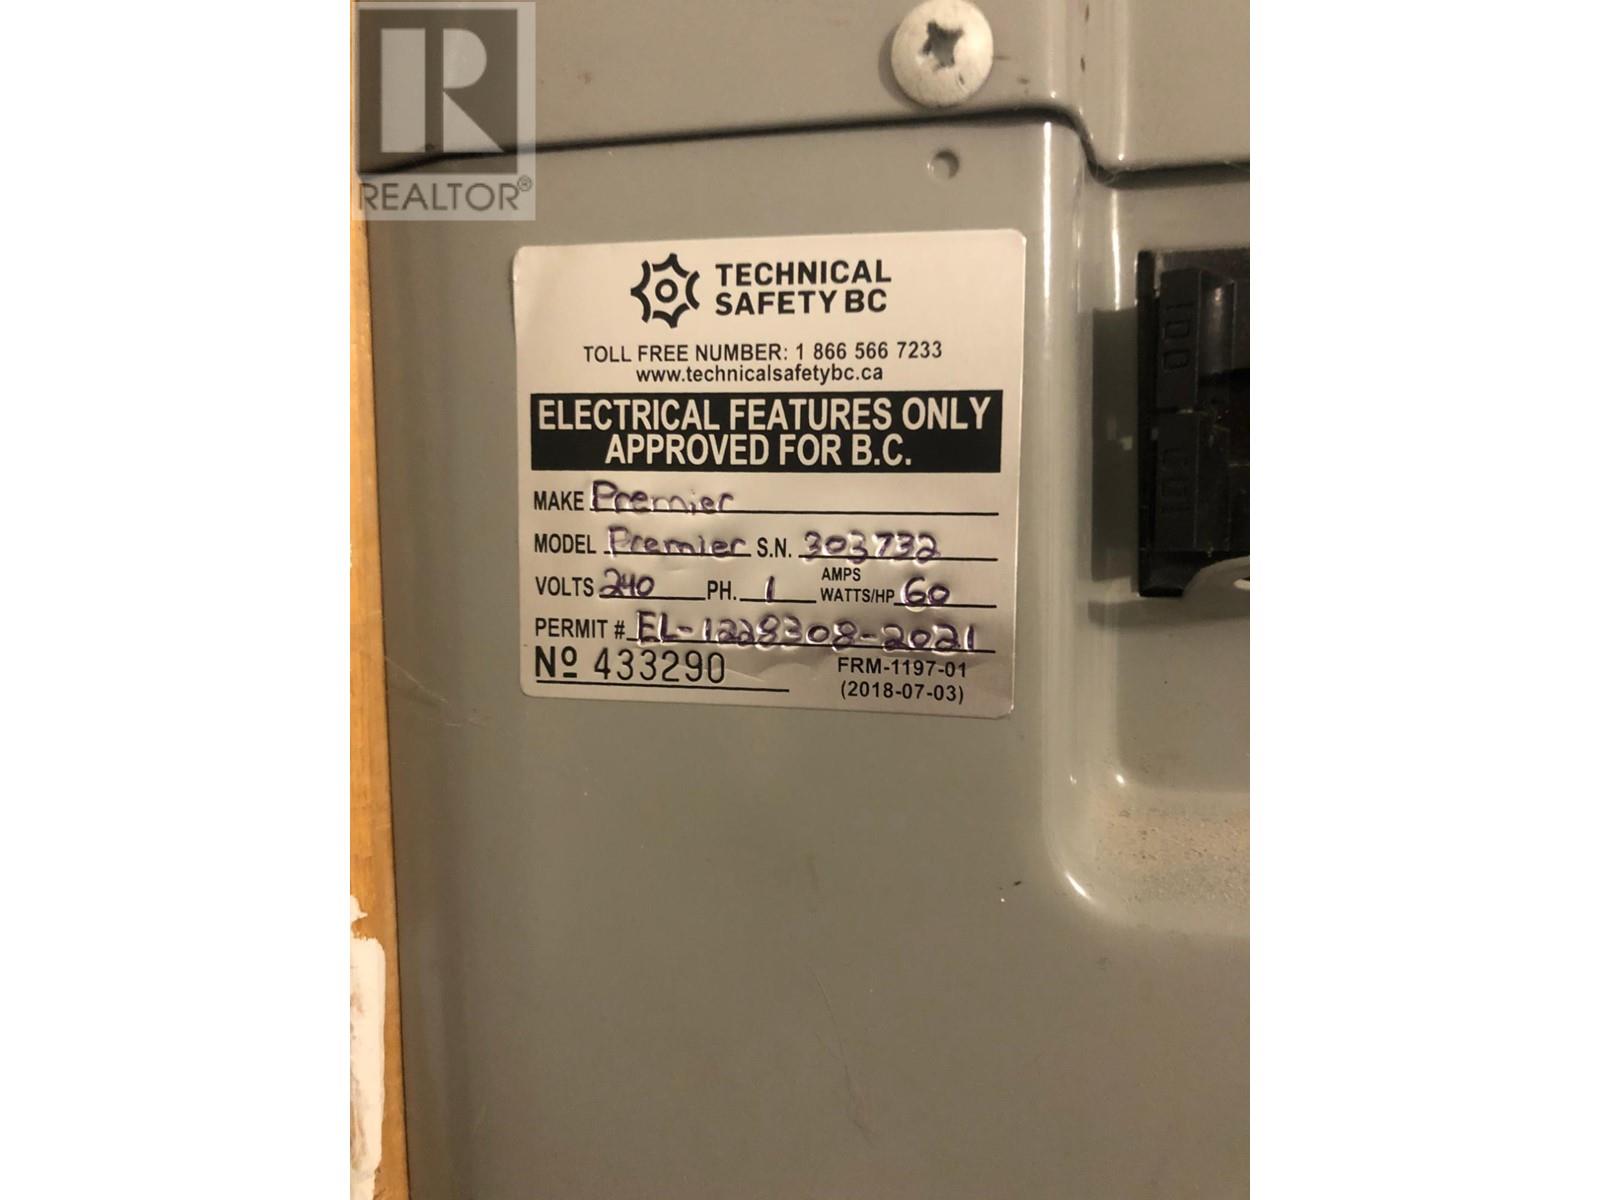 REALTOR®
TECHNICAL
SAFETY BC
TOLL FREE NUMBER: 1 866 566 7233
www.technicalsafetybc.ca
ELECTRICAL FEATURES ONLY
APPROVED FOR B.C.
MAKE Premier
MODEL Premier S.N. 303732
VOLTS 240 PH. 1 AMPS WATTS/HP 60
PERMIT # EL-1228308-2021
Nº 433290
FRM-1197-01
(2018-07-03)
100
100